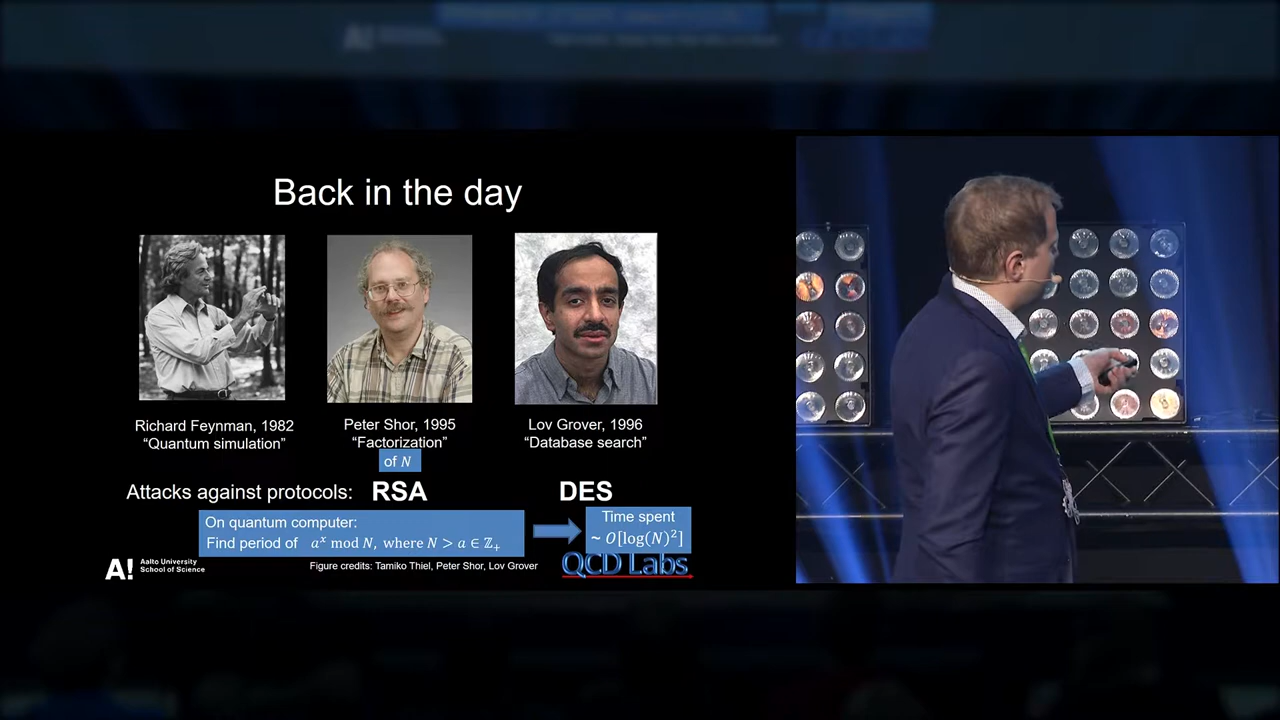 Back in the day
Richard Feynman, 1982
“Quantum simulation”
Peter Shor, 1995
“Factorization”
of N
Lov Grover, 1996
“Database search”
Attacks against protocols: RSA DES
On quantum computer:
Find period of a^x mod N, where N > a ∈ ℤ₊
Time spent
~ O[log(N)²]
A! Aalto University
School of Science
Figure credits: Tamiko Thiel, Peter Shor, Lov Grover
QCD Labs